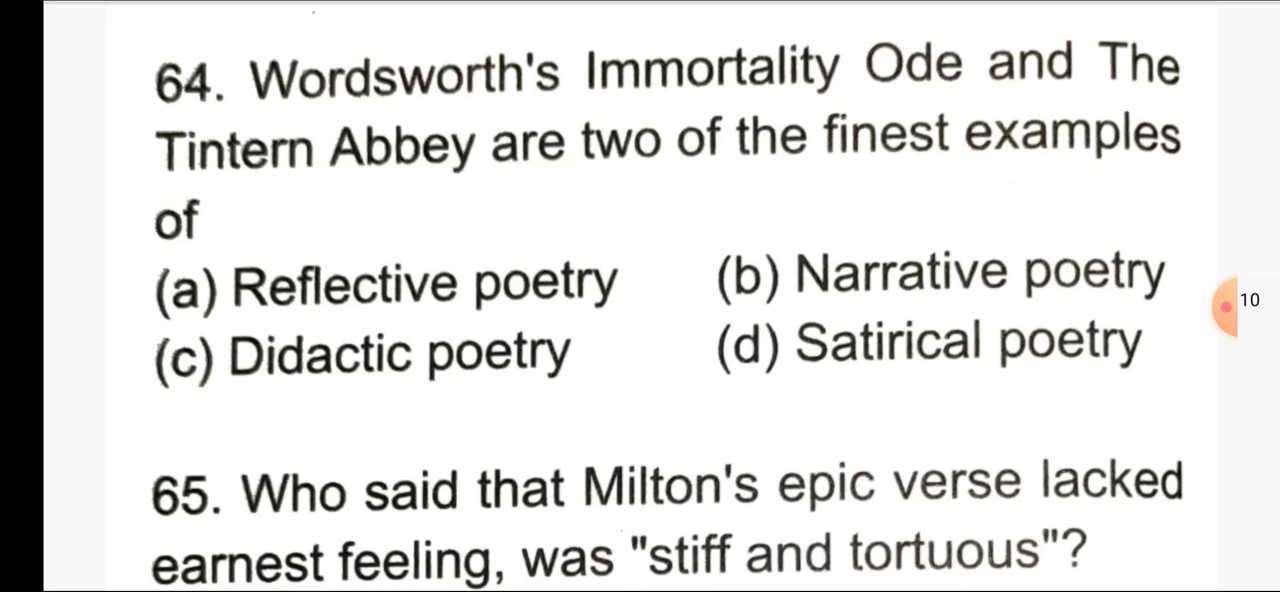 64. Wordsworth's Immortality Ode and The
Tintern Abbey are two of the finest examples
of
(a) Reflective poetry (b) Narrative poetry
(c) Didactic poetry (d) Satirical poetry
10
65. Who said that Milton's epic verse lacked
earnest feeling, was "stiff and tortuous"?